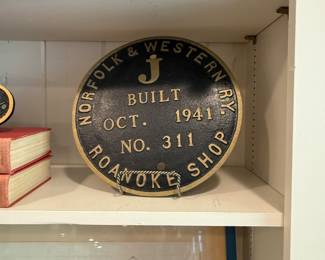 NORFOLK & WESTERN RY.
J
BUILT
OCT. 1941
NO. 311
ROANOKE SHOP